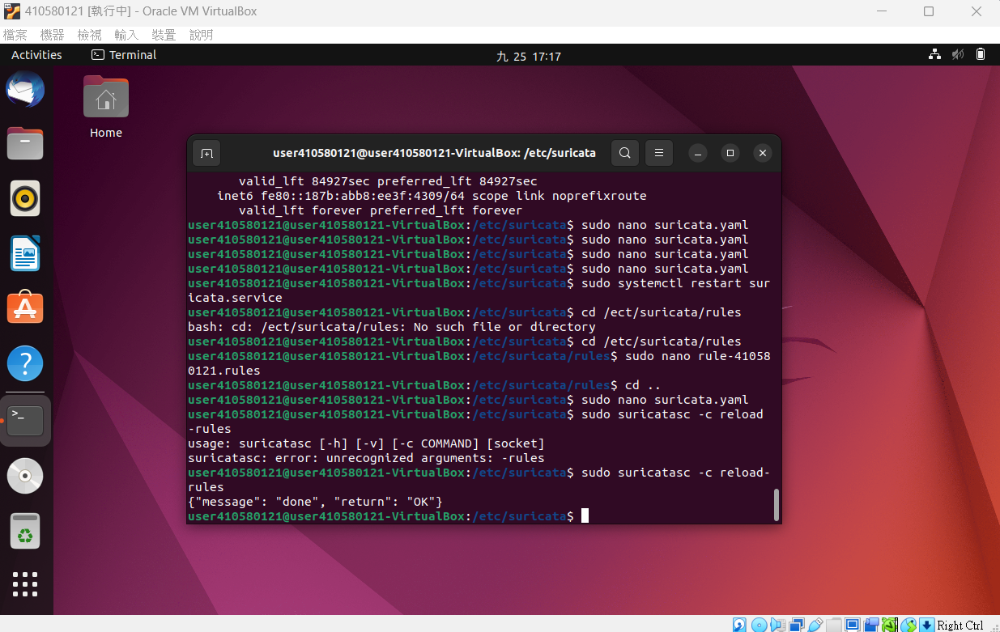 410580121 [執行中] - Oracle VM VirtualBox
檔案 機器 檢視 輸入 裝置 說明
Activities Terminal 九 25 17:17
Home
user410580121@user410580121-VirtualBox: /etc/suricata
valid_lft 84927sec preferred_lft 84927sec
inet6 fe80::187b:abb8:ee3f:4309/64 scope link noprefixroute
valid_lft forever preferred_lft forever
user410580121@user410580121-VirtualBox:/etc/suricata$ sudo nano suricata.yaml
user410580121@user410580121-VirtualBox:/etc/suricata$ sudo nano suricata.yaml
user410580121@user410580121-VirtualBox:/etc/suricata$ sudo nano suricata.yaml
user410580121@user410580121-VirtualBox:/etc/suricata$ sudo nano suricata.yaml
user410580121@user410580121-VirtualBox:/etc/suricata$ sudo systemctl restart sur
icata.service
user410580121@user410580121-VirtualBox:/etc/suricata$ cd /ect/suricata/rules
bash: cd: /ect/suricata/rules: No such file or directory
user410580121@user410580121-VirtualBox:/etc/suricata$ cd /etc/suricata/rules
user410580121@user410580121-VirtualBox:/etc/suricata/rules$ sudo nano rule-41058
0121.rules
user410580121@user410580121-VirtualBox:/etc/suricata/rules$ cd ..
user410580121@user410580121-VirtualBox:/etc/suricata$ sudo nano suricata.yaml
user410580121@user410580121-VirtualBox:/etc/suricata$ sudo suricatasc -c reload
-rules
usage: suricatasc [-h] [-v] [-c COMMAND] [socket]
suricatasc: error: unrecognized arguments: -rules
user410580121@user410580121-VirtualBox:/etc/suricata$ sudo suricatasc -c reload-
rules
{"message": "done", "return": "OK"}
user410580121@user410580121-VirtualBox:/etc/suricata$
Right Ctrl